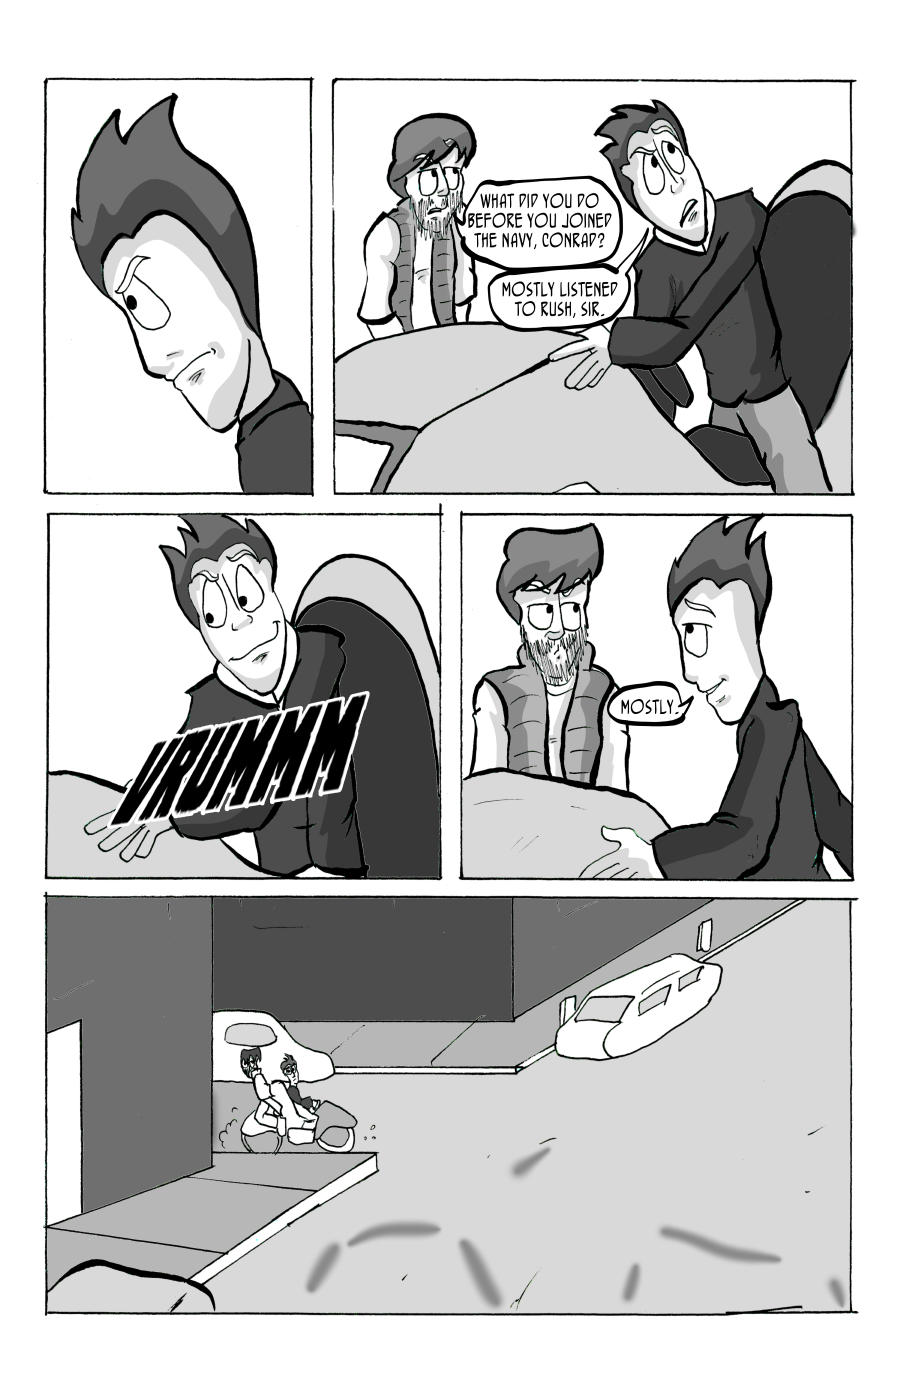 WHAT DID YOU DO
BEFORE YOU JOINED
THE NAVY, CONRAD?
MOSTLY LISTENED
TO RUSH, SIR.
VRUMMM
MOSTLY.